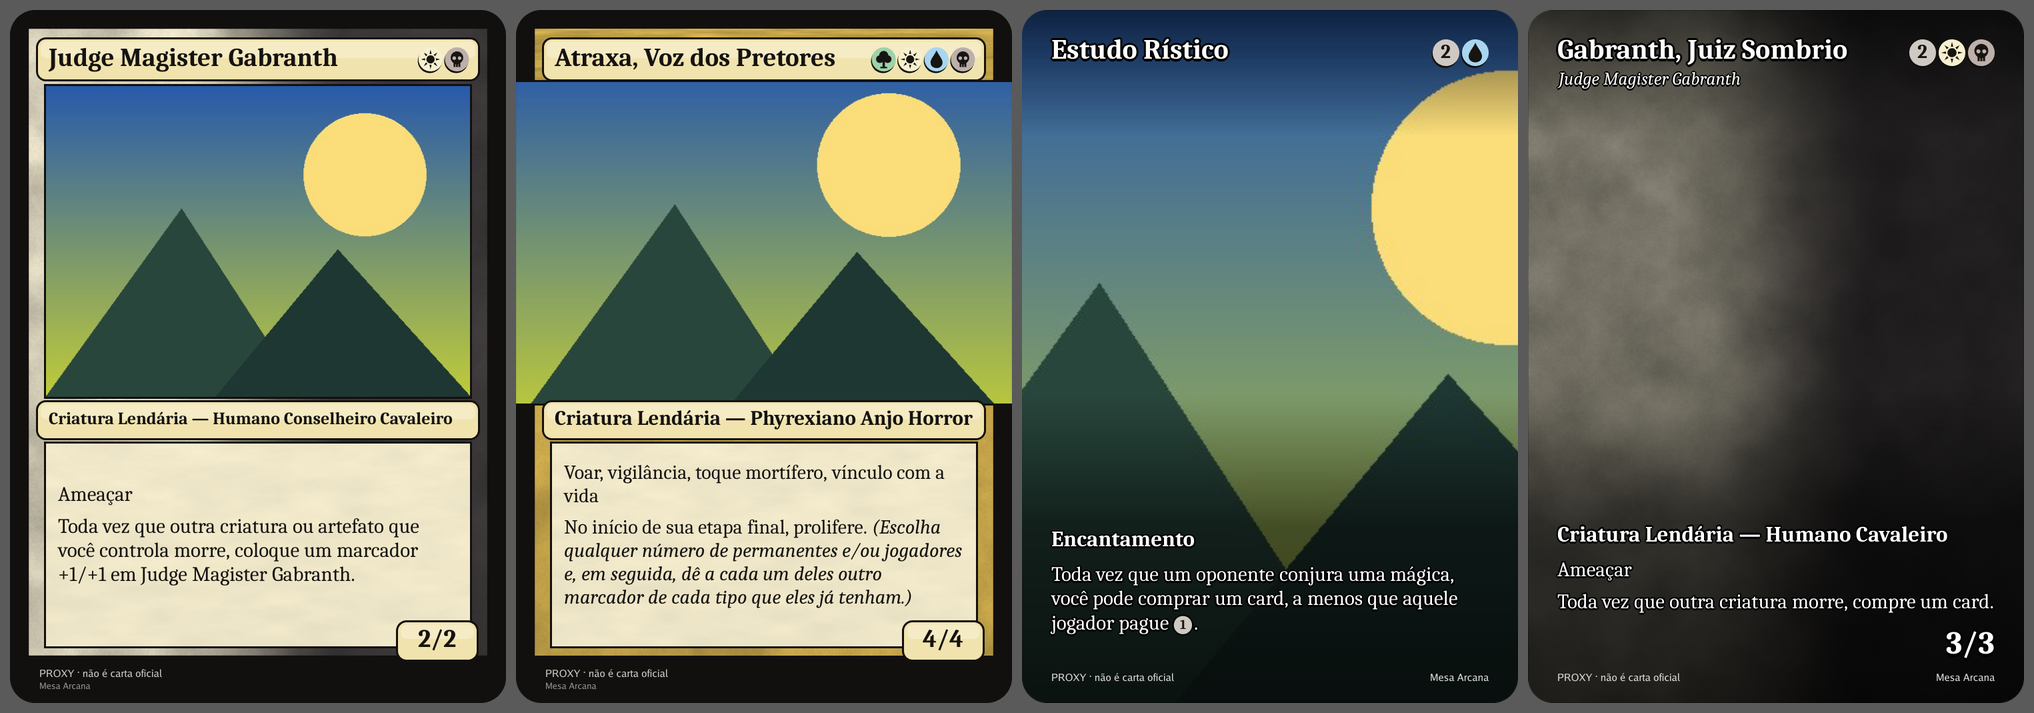 Judge Magister Gabranth
Criatura Lendária — Humano Conselheiro Cavaleiro
Ameaçar
Toda vez que outra criatura ou artefato que
você controla morre, coloque um marcador
+1/+1 em Judge Magister Gabranth.
2/2
PROXY · não é carta oficial
Mesa Arcana
Atraxa, Voz dos Pretores
Criatura Lendária — Phyrexiano Anjo Horror
Voar, vigilância, toque mortífero, vínculo com a
vida
No início de sua etapa final, prolifere. (Escolha
qualquer número de permanentes e/ou jogadores
e, em seguida, dê a cada um deles outro
marcador de cada tipo que eles já tenham.)
4/4
PROXY · não é carta oficial
Mesa Arcana
Estudo Rístico 2
Encantamento
Toda vez que um oponente conjura uma mágica,
você pode comprar um card, a menos que aquele
jogador pague 1.
PROXY · não é carta oficial Mesa Arcana
Gabranth, Juiz Sombrio 2
Judge Magister Gabranth
Criatura Lendária — Humano Cavaleiro
Ameaçar
Toda vez que outra criatura morre, compre um card.
3/3
PROXY · não é carta oficial Mesa Arcana